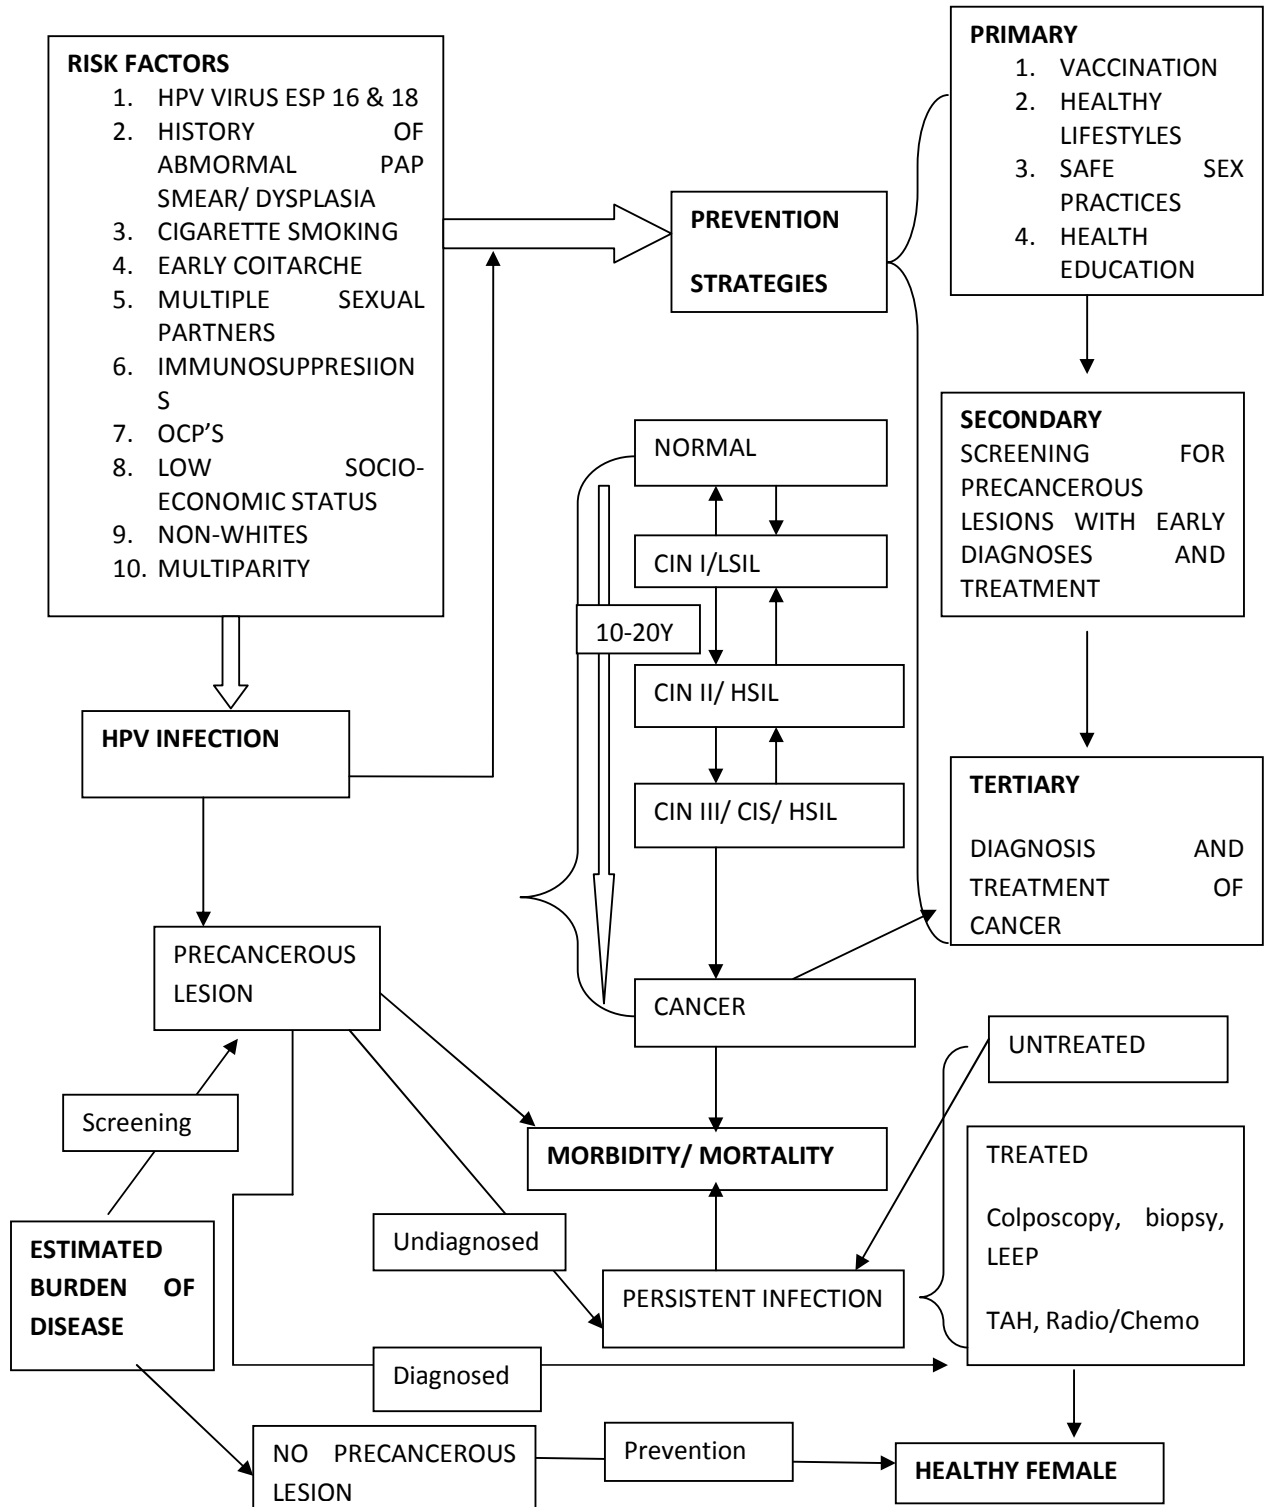 RISK FACTORS
1. HPV VIRUS ESP 16 & 18
2. HISTORY OF
ABMORMAL PAP
SMEAR/ DYSPLASIA
3. CIGARETTE SMOKING
4. EARLY COITARCHE
5. MULTIPLE SEXUAL
PARTNERS
6. IMMUNOSUPPRESIION
S
7. OCP’S
8. LOW SOCIO-
ECONOMIC STATUS
9. NON-WHITES
10. MULTIPARITY
PREVENTION
STRATEGIES
PRIMARY
1. VACCINATION
2. HEALTHY
LIFESTYLES
3. SAFE SEX
PRACTICES
4. HEALTH
EDUCATION
SECONDARY
SCREENING FOR
PRECANCEROUS
LESIONS WITH EARLY
DIAGNOSES AND
TREATMENT
TERTIARY
DIAGNOSIS AND
TREATMENT OF
CANCER
NORMAL
CIN I/LSIL
10-20Y
CIN II/ HSIL
CIN III/ CIS/ HSIL
CANCER
HPV INFECTION
PRECANCEROUS
LESION
Screening
MORBIDITY/ MORTALITY
UNTREATED
TREATED
Colposcopy, biopsy,
LEEP
TAH, Radio/Chemo
ESTIMATED
BURDEN OF
DISEASE
Undiagnosed
PERSISTENT INFECTION
Diagnosed
NO PRECANCEROUS
LESION
Prevention
HEALTHY FEMALE